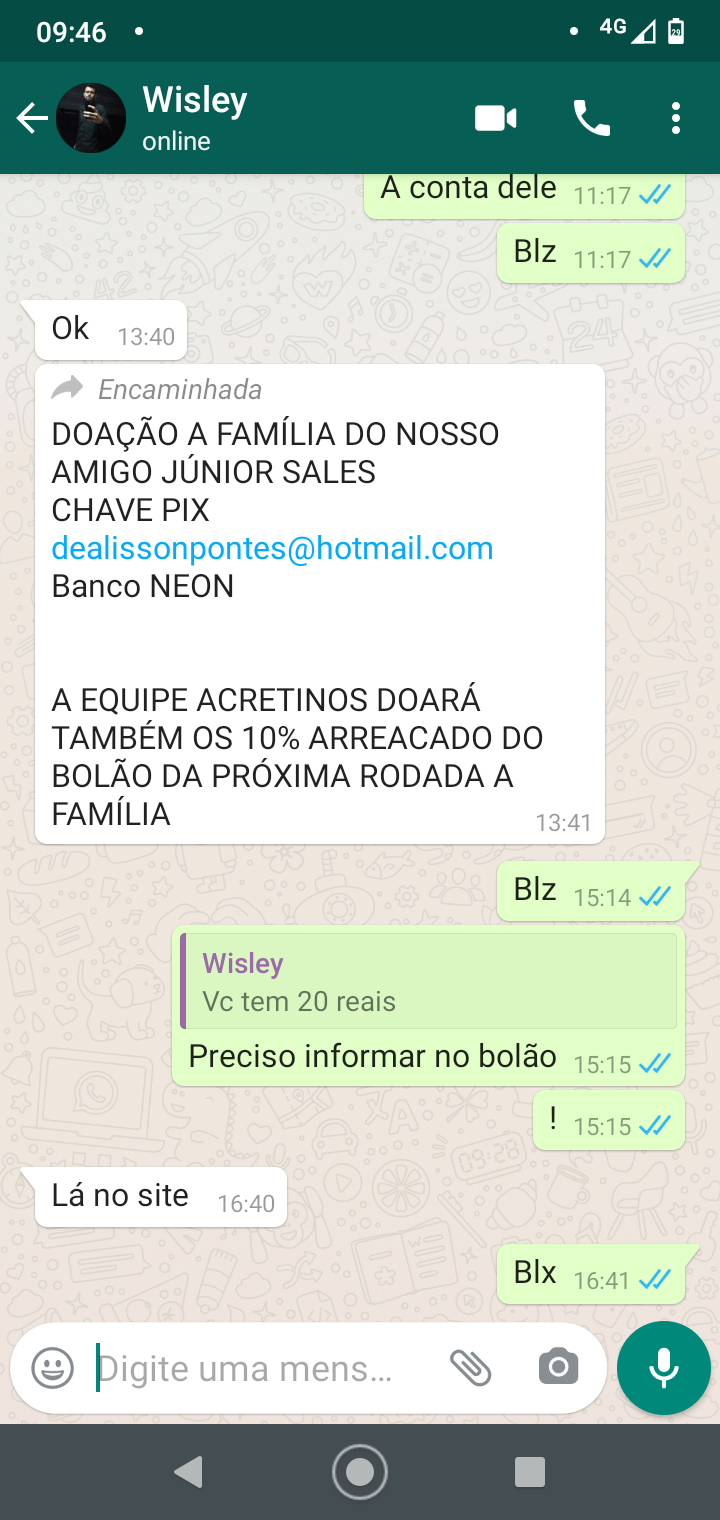 09:46
4G
29
Wisley
online
A conta dele 11:17
Blz 11:17
Ok 13:40
Encaminhada
DOAÇÃO A FAMÍLIA DO NOSSO
AMIGO JÚNIOR SALES
CHAVE PIX
dealissonpontes@hotmail.com
Banco NEON
A EQUIPE ACRETINOS DOARÁ
TAMBÉM OS 10% ARREACADO DO
BOLÃO DA PRÓXIMA RODADA A
FAMÍLIA
13:41
Blz 15:14
Wisley
Vc tem 20 reais
Preciso informar no bolão 15:15
! 15:15
Lá no site 16:40
Blx 16:41
Digite uma mens...